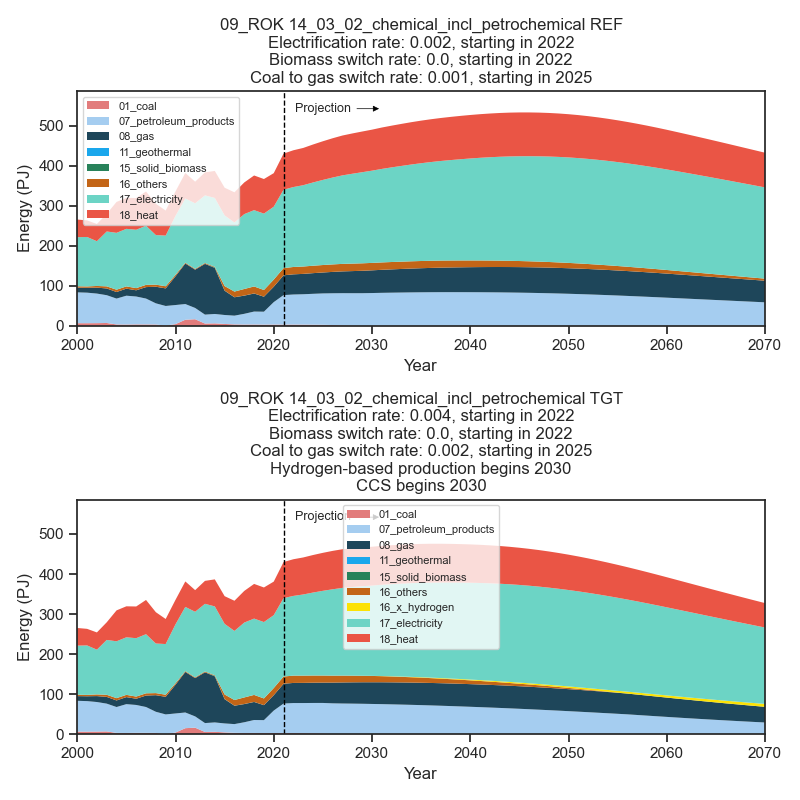 09_ROK 14_03_02_chemical_incl_petrochemical REF
Electrification rate: 0.002, starting in 2022
Biomass switch rate: 0.0, starting in 2022
Coal to gas switch rate: 0.001, starting in 2025
Projection
01_coal
07_petroleum_products
08_gas
11_geothermal
15_solid_biomass
16_others
17_electricity
18_heat
Energy (PJ)
500
400
300
200
100
0
2000 2010 2020 2030 2040 2050 2060 2070
Year
09_ROK 14_03_02_chemical_incl_petrochemical TGT
Electrification rate: 0.004, starting in 2022
Biomass switch rate: 0.0, starting in 2022
Coal to gas switch rate: 0.002, starting in 2025
Hydrogen-based production begins 2030
CCS begins 2030
Projection
01_coal
07_petroleum_products
08_gas
11_geothermal
15_solid_biomass
16_others
16_x_hydrogen
17_electricity
18_heat
Energy (PJ)
500
400
300
200
100
0
2000 2010 2020 2030 2040 2050 2060 2070
Year